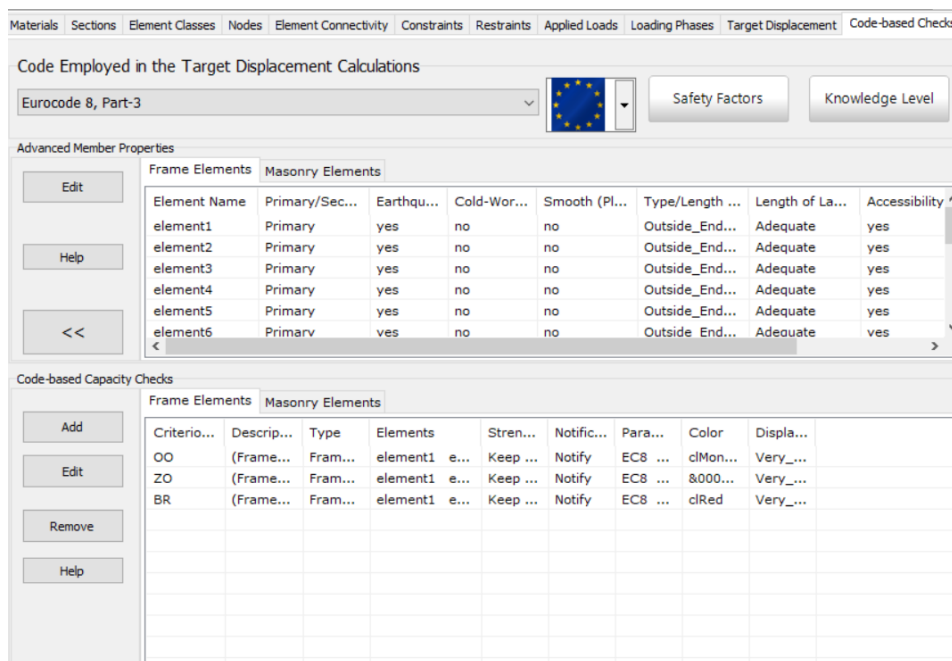 Materials Sections Element Classes Nodes Element Connectivity Constraints Restraints Applied Loads Loading Phases Target Displacement Code-based Checks
Code Employed in the Target Displacement Calculations
Eurocode 8, Part-3
Safety Factors
Knowledge Level
Advanced Member Properties
Edit
Help
<<
Frame Elements Masonry Elements
Element Name Primary/Sec... Earthqu... Cold-Wor... Smooth (Pl... Type/Length ... Length of La... Accessibility
element1 Primary yes no no Outside_End... Adequate yes
element2 Primary yes no no Outside_End... Adequate yes
element3 Primary yes no no Outside_End... Adequate yes
element4 Primary yes no no Outside_End... Adequate yes
element5 Primary yes no no Outside_End... Adequate yes
element6 Primary yes no no Outside_End... Adequate yes
Code-based Capacity Checks
Add
Edit
Remove
Help
Frame Elements Masonry Elements
Criterio... Descrip... Type Elements Stren... Notific... Para... Color Displa...
OO (Frame... Fram... element1 e... Keep ... Notify EC8 ... clMon... Very_...
ZO (Frame... Fram... element1 e... Keep ... Notify EC8 ... &000... Very_...
BR (Frame... Fram... element1 e... Keep ... Notify EC8 ... clRed Very_...